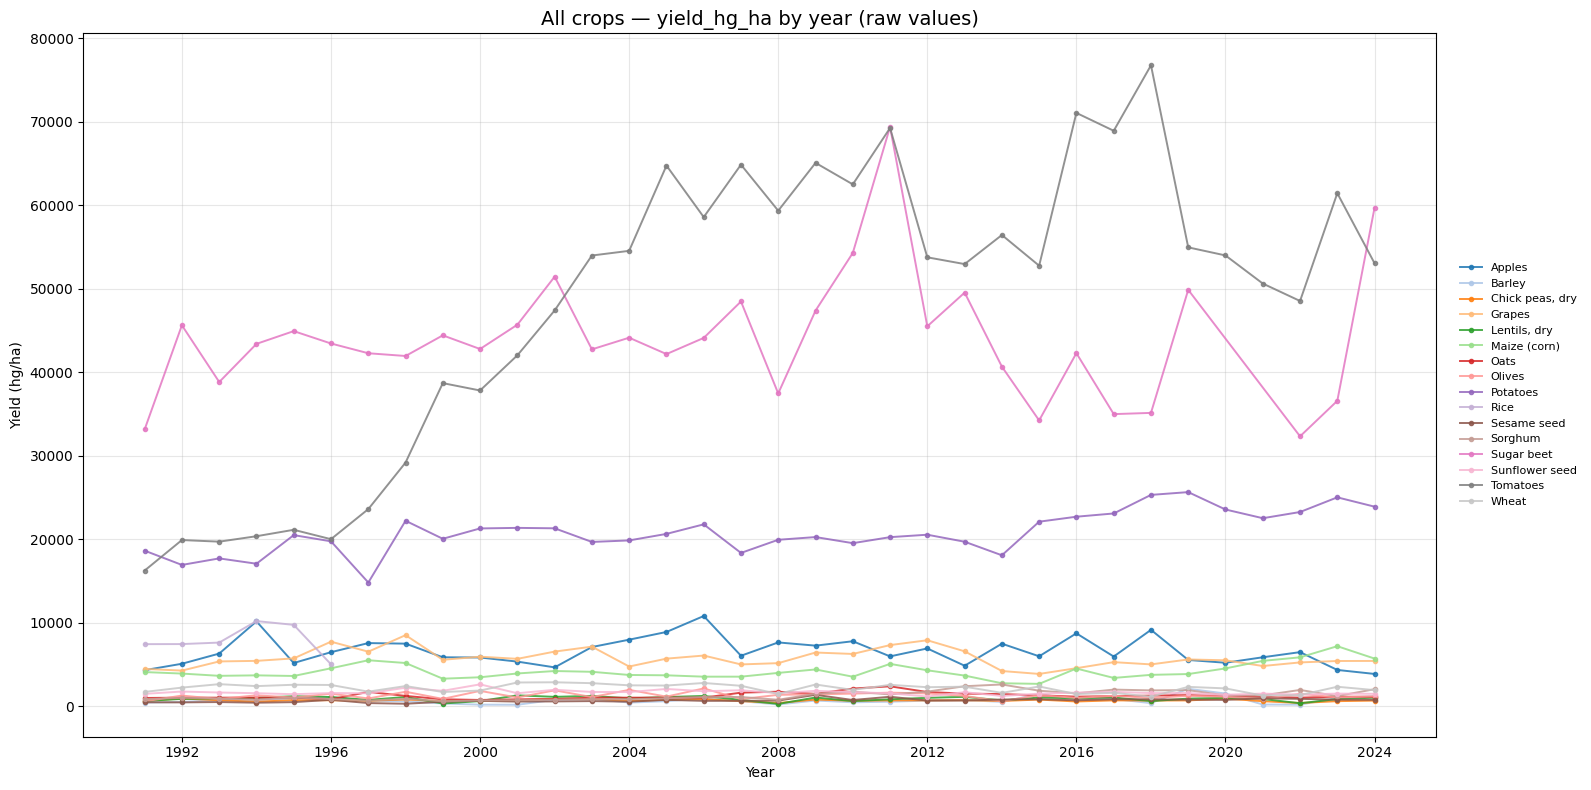 All crops — yield_hg_ha by year (raw values)
Yield (hg/ha)
80000
70000
60000
50000
40000
30000
20000
10000
0
1992 1996 2000 2004 2008 2012 2016 2020 2024
Year
Apples
Barley
Chick peas, dry
Grapes
Lentils, dry
Maize (corn)
Oats
Olives
Potatoes
Rice
Sesame seed
Sorghum
Sugar beet
Sunflower seed
Tomatoes
Wheat